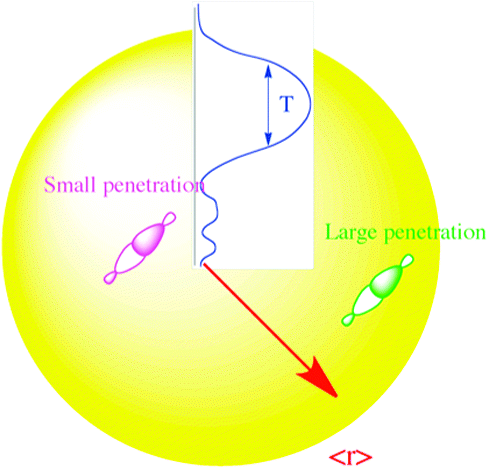 T
Small penetration
Large penetration
<r>